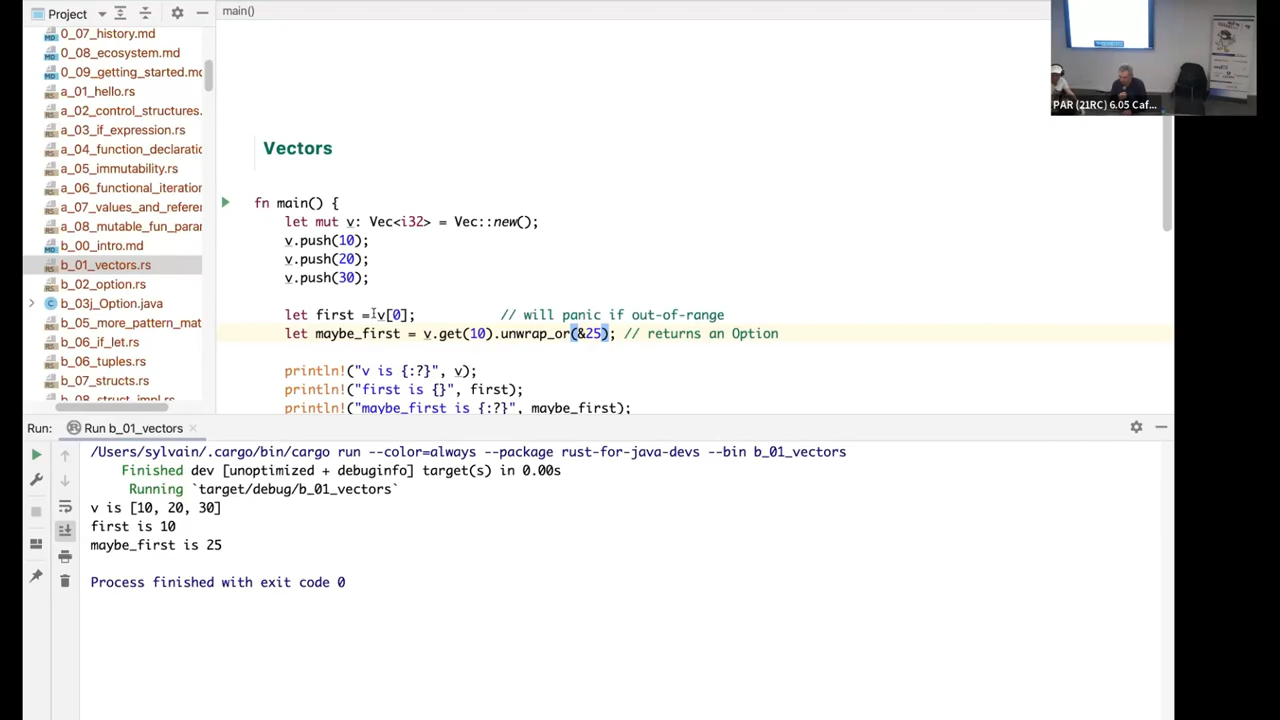 Project
main()
0_07_history.md
0_08_ecosystem.md
0_09_getting_started.md
a_01_hello.rs
a_02_control_structures.
a_03_if_expression.rs
a_04_function_declaratio
a_05_immutability.rs
a_06_functional_iteration
a_07_values_and_referen
a_08_mutable_fun_paran
b_00_intro.md
b_01_vectors.rs
b_02_option.rs
b_03j_Option.java
b_05_more_pattern_mat
b_06_if_let.rs
b_06_tuples.rs
b_07_structs.rs
b_08_struct_impl.rs
Vectors
fn main() {
let mut v: Vec<i32> = Vec::new();
v.push(10);
v.push(20);
v.push(30);
let first = v[0]; // will panic if out-of-range
let maybe_first = v.get(10).unwrap_or(&25); // returns an Option
println!("v is {:?}", v);
println!("first is {}", first);
println!("maybe_first is {:?}", maybe_first);
PAR (21RC) 6.05 Caf...
Run: Run b_01_vectors
/Users/sylvain/.cargo/bin/cargo run --color=always --package rust-for-java-devs --bin b_01_vectors
Finished dev [unoptimized + debuginfo] target(s) in 0.00s
Running `target/debug/b_01_vectors`
v is [10, 20, 30]
first is 10
maybe_first is 25
Process finished with exit code 0